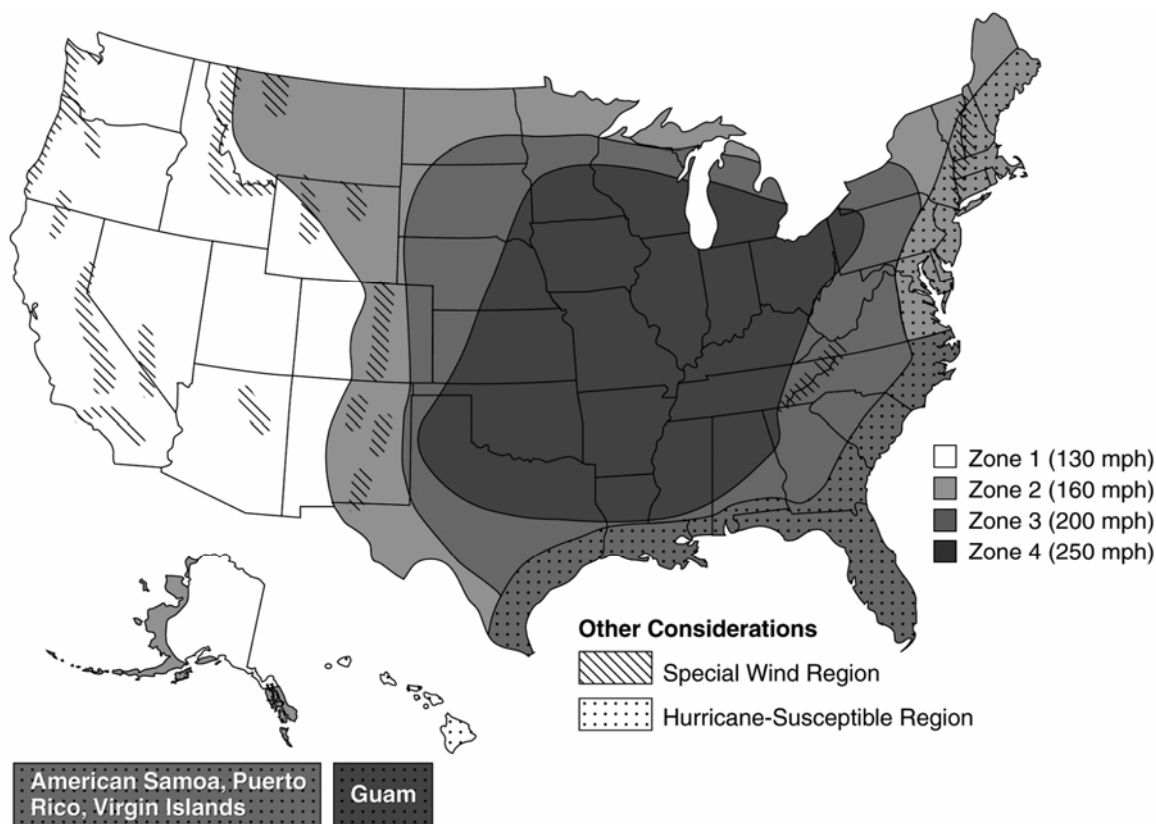 Zone 1 (130 mph)
Zone 2 (160 mph)
Zone 3 (200 mph)
Zone 4 (250 mph)
Other Considerations
Special Wind Region
Hurricane-Susceptible Region
American Samoa, Puerto
Rico, Virgin Islands
Guam